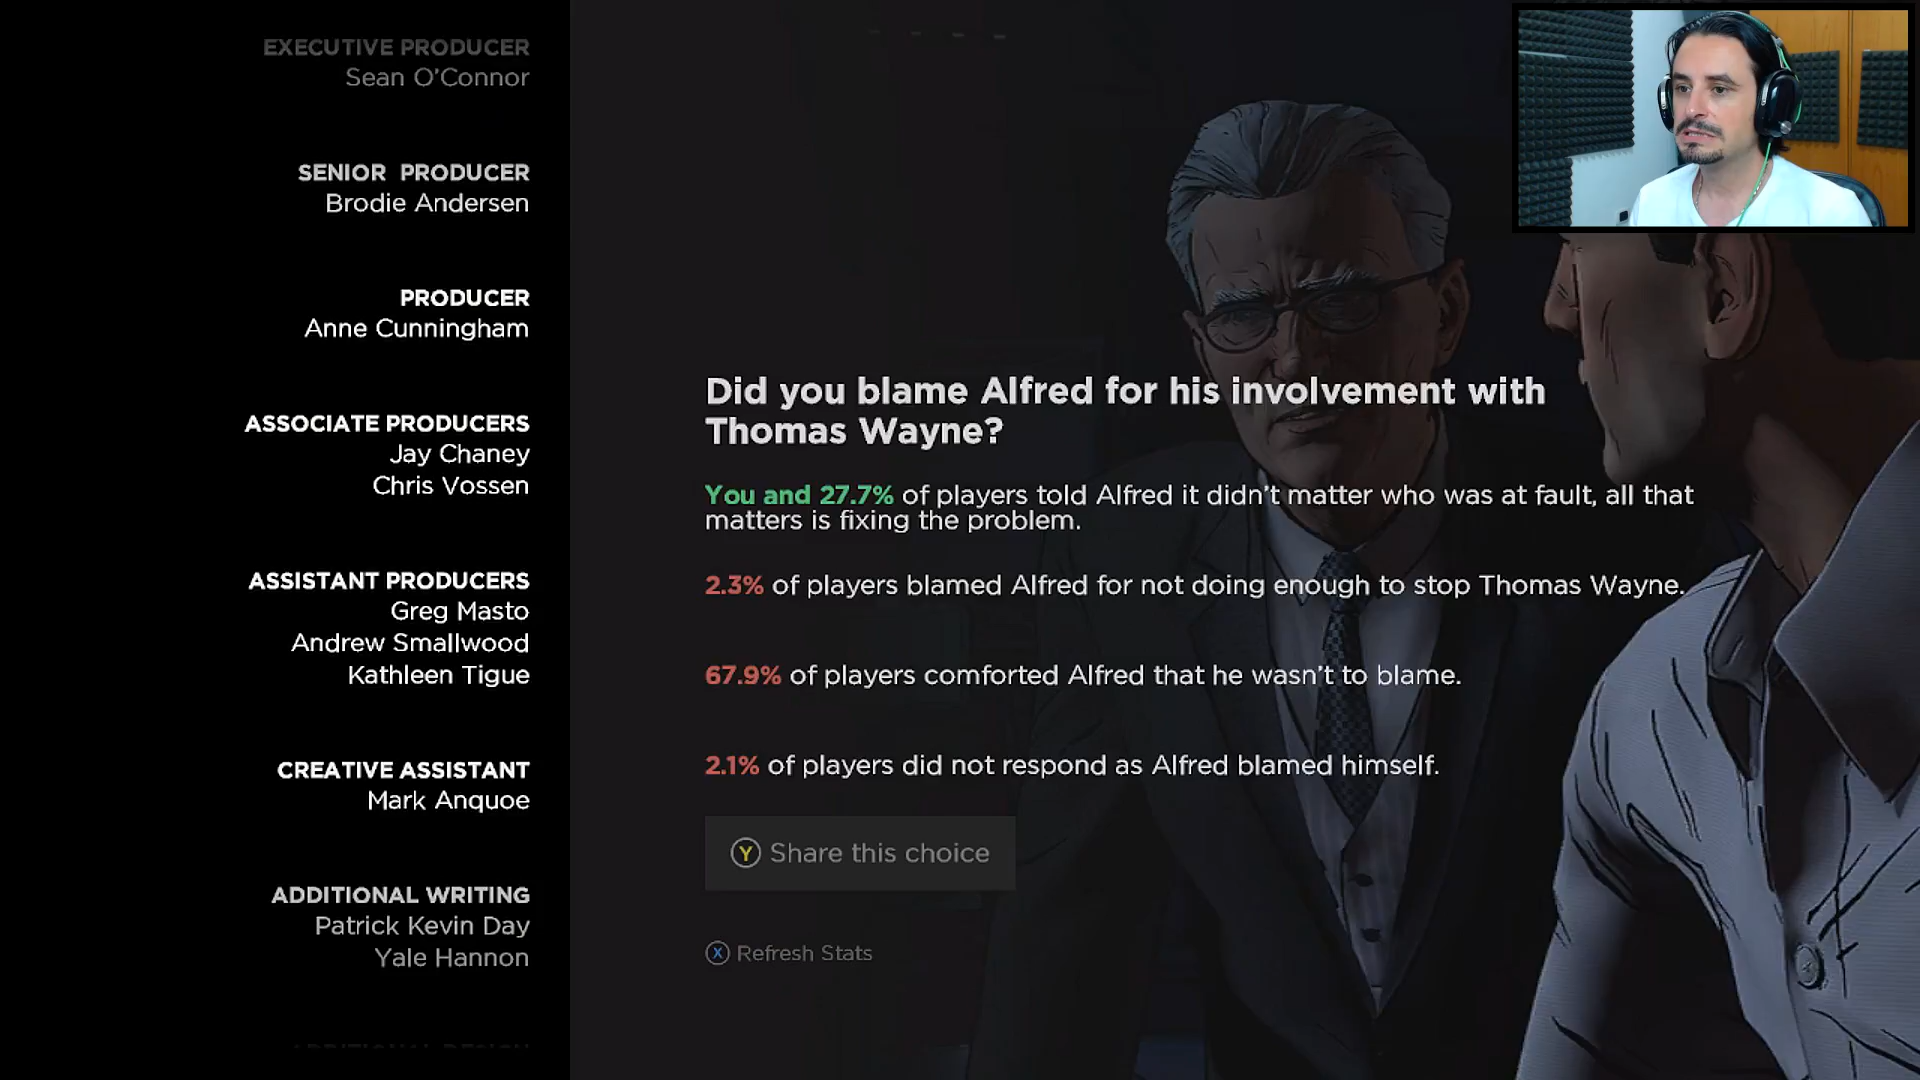 EXECUTIVE PRODUCER
Sean O'Connor
SENIOR PRODUCER
Brodie Andersen
PRODUCER
Anne Cunningham
ASSOCIATE PRODUCERS
Jay Chaney
Chris Vossen
ASSISTANT PRODUCERS
Greg Masto
Andrew Smallwood
Kathleen Tigue
CREATIVE ASSISTANT
Mark Anquoe
ADDITIONAL WRITING
Patrick Kevin Day
Yale Hannon
Did you blame Alfred for his involvement with
Thomas Wayne?
You and 27.7% of players told Alfred it didn't matter who was at fault, all that
matters is fixing the problem.
2.3% of players blamed Alfred for not doing enough to stop Thomas Wayne.
67.9% of players comforted Alfred that he wasn't to blame.
2.1% of players did not respond as Alfred blamed himself.
Y Share this choice
X Refresh Stats